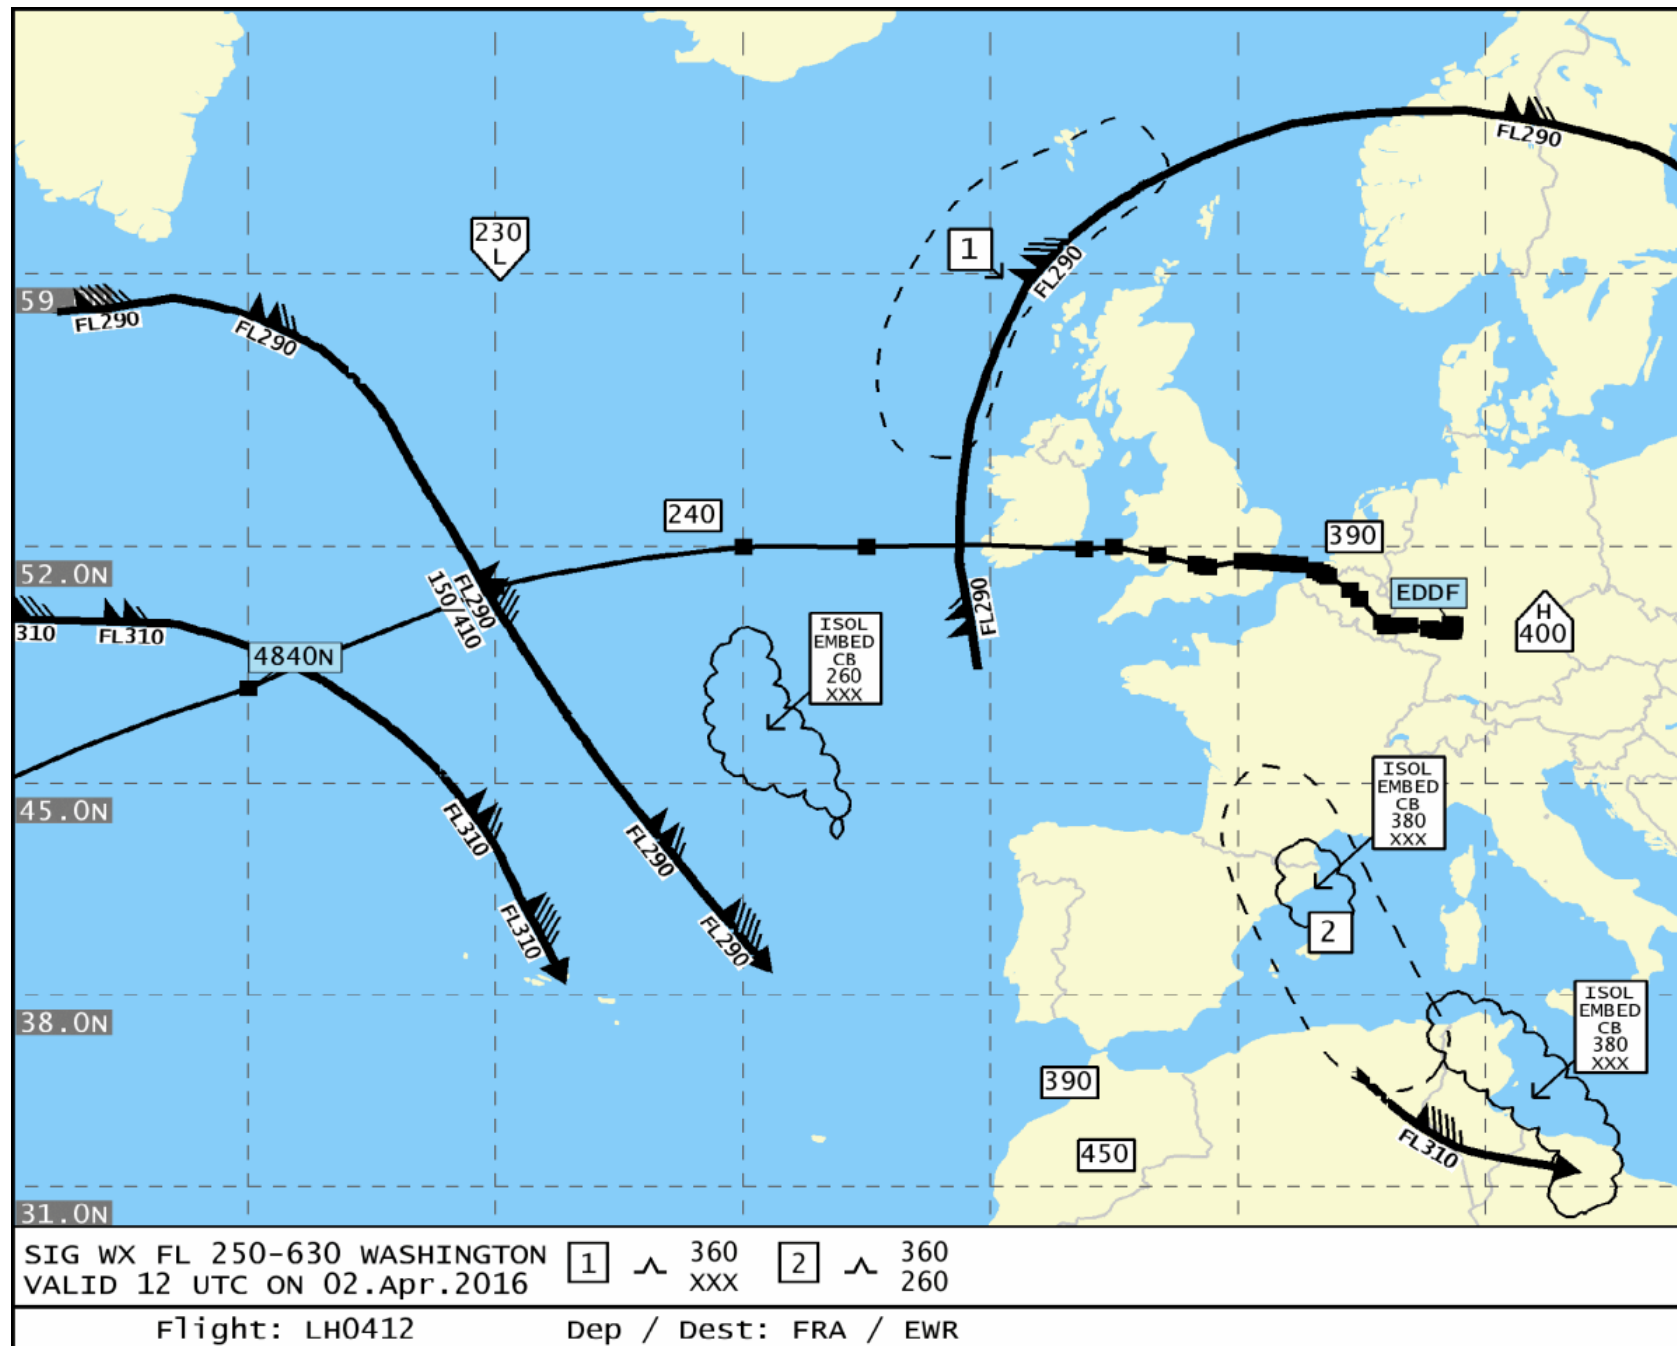 FL290
230
L
1
FL290
59
FL290
FL290
240
390
52.0N
FL290
150/410
EDDF
FL290
H
400
310
FL310
4840N
ISOL
EMBED
CB
260
XXX
ISOL
EMBED
CB
380
XXX
45.0N
FL310
FL290
FL310
FL290
2
ISOL
EMBED
CB
380
XXX
38.0N
390
450
FL310
31.0N
SIG WX FL 250-630 WASHINGTON
VALID 12 UTC ON 02.Apr.2016
1
360
XXX
2
360
260
Flight: LH0412 Dep / Dest: FRA / EWR